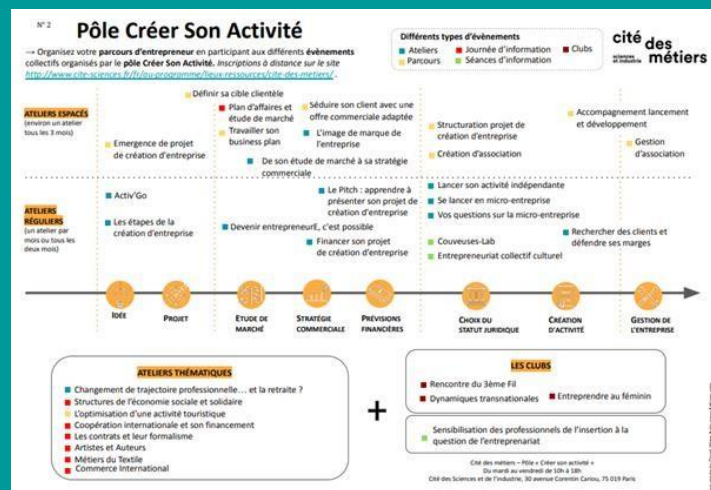 N° 2
Pôle Créer Son Activité
→ Organisez votre parcours d'entrepreneur en participant aux différents évènements
collectifs organisés par le pôle Créer Son Activité. Inscriptions à distance sur le site
http://www.cite-sciences.fr/fr/au-programme/lieux-ressources/cite-des-metiers/ .
Différents types d'évènements
Ateliers
Journée d'information
Clubs
Parcours
Séances d'information
cité des métiers
sciences et industrie
ATELIERS ESPACÉS
(environ un atelier
tous les 3 mois)
Définir sa cible clientèle
Plan d'affaires et
étude de marché
Travailler son
business plan
Séduire son client avec une
offre commerciale adaptée
L'image de marque de
l'entreprise
Emergence de projet
de création d'entreprise
De son étude de marché à sa stratégie
commerciale
Structuration projet de
création d'entreprise
Création d'association
Accompagnement lancement
et développement
Gestion
d'association
ATELIERS
RÉGULIERS
(un atelier par
mois ou tous les
deux mois)
Activ'Go
Les étapes de la
création d'entreprise
Le Pitch : apprendre à
présenter son projet de
création d'entreprise
Devenir entrepreneurE, c'est possible
Financer son projet
de création d'entreprise
Lancer son activité indépendante
Se lancer en micro-entreprise
Vos questions sur la micro-entreprise
Couveuses-Lab
Entrepreneuriat collectif culturel
Rechercher des clients et
défendre ses marges
IDÉE
PROJET
ETUDE DE
MARCHÉ
STRATÉGIE
COMMERCIALE
PRÉVISIONS
FINANCIÈRES
CHOIX DU
STATUT JURIDIQUE
CRÉATION
D'ACTIVITÉ
GESTION DE
L'ENTREPRISE
ATELIERS THÉMATIQUES
Changement de trajectoire professionnelle… et la retraite ?
Structures de l'économie sociale et solidaire
L'optimisation d'une activité touristique
Coopération internationale et son financement
Les contrats et leur formalisme
Artistes et Auteurs
Métiers du Textile
Commerce International
+
LES CLUBS
Rencontre du 3ème Fil
Dynamiques transnationales
Entreprendre au féminin
Sensibilisation des professionnels de l'insertion à la
question de l'entreprenariat
Cité des métiers – Pôle « Créer son activité »
Du mardi au vendredi de 10h à 18h
Cité des Sciences et de l'industrie, 30 avenue Corentin Cariou, 75 019 Paris